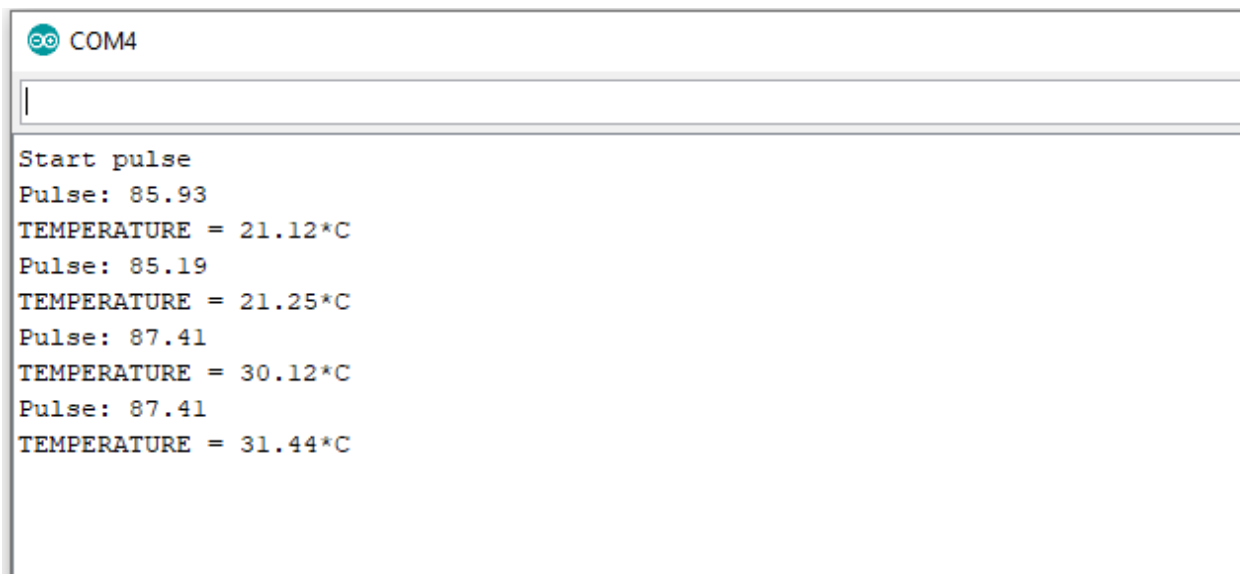 COM4
Start pulse
Pulse: 85.93
TEMPERATURE = 21.12*C
Pulse: 85.19
TEMPERATURE = 21.25*C
Pulse: 87.41
TEMPERATURE = 30.12*C
Pulse: 87.41
TEMPERATURE = 31.44*C